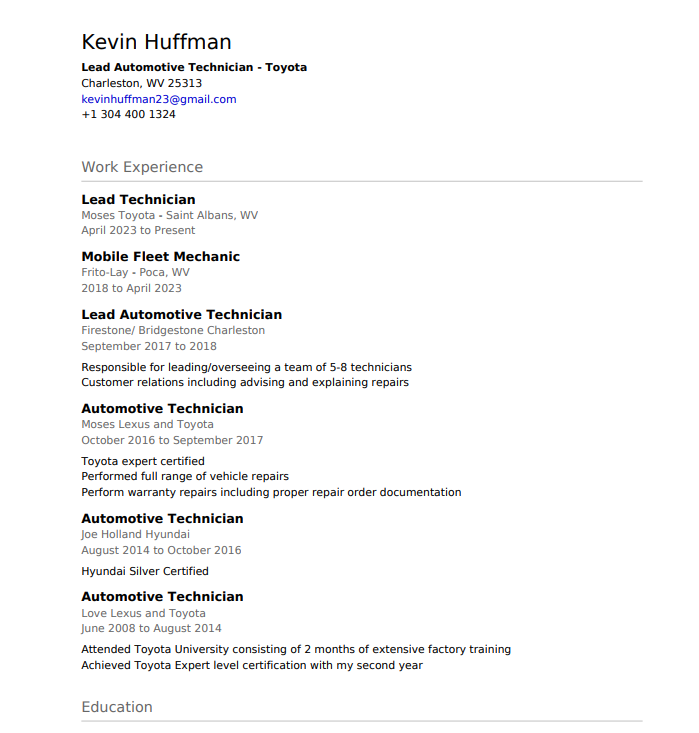 Kevin Huffman
Lead Automotive Technician - Toyota
Charleston, WV 25313
kevinhuffman23@gmail.com
+1 304 400 1324
Work Experience
Lead Technician
Moses Toyota - Saint Albans, WV
April 2023 to Present
Mobile Fleet Mechanic
Frito-Lay - Poca, WV
2018 to April 2023
Lead Automotive Technician
Firestone/ Bridgestone Charleston
September 2017 to 2018
Responsible for leading/overseeing a team of 5-8 technicians
Customer relations including advising and explaining repairs
Automotive Technician
Moses Lexus and Toyota
October 2016 to September 2017
Toyota expert certified
Performed full range of vehicle repairs
Perform warranty repairs including proper repair order documentation
Automotive Technician
Joe Holland Hyundai
August 2014 to October 2016
Hyundai Silver Certified
Automotive Technician
Love Lexus and Toyota
June 2008 to August 2014
Attended Toyota University consisting of 2 months of extensive factory training
Achieved Toyota Expert level certification with my second year
Education